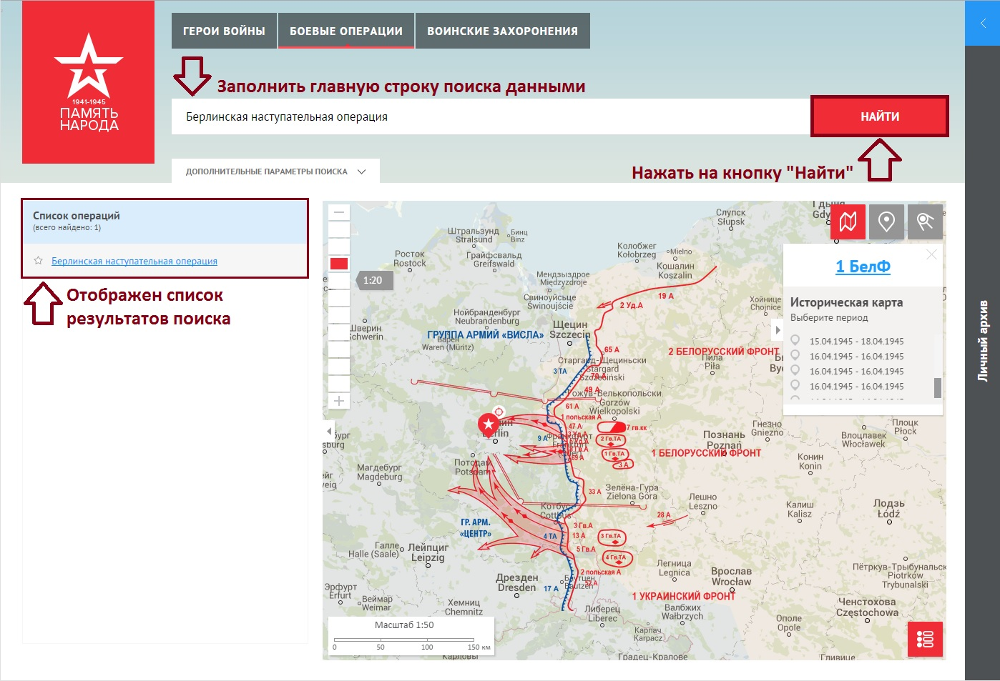 ГЕРОИ ВОЙНЫ
БОЕВЫЕ ОПЕРАЦИИ
ВОИНСКИЕ ЗАХОРОНЕНИЯ
1941-1945
ПАМЯТЬ
НАРОДА
Заполнить главную строку поиска данными
Берлинская наступательная операция
НАЙТИ
Нажать на кнопку "Найти"
ДОПОЛНИТЕЛЬНЫЕ ПАРАМЕТРЫ ПОИСКА
Личный архив
Список операций
(всего найдено: 1)
Берлинская наступательная операция
Отображен список
результатов поиска
1:20
1 БелФ
Историческая карта
Выберите период
15.04.1945 - 18.04.1945
16.04.1945 - 16.04.1945
16.04.1945 - 16.04.1945
16.04.1945 - 16.04.1945
Слупск
Słupsk
Штральзунд
Stralsund
Бинц
Binz
Грайфсвальд
Greifswald
Росток
Rostock
Колобжег
Kołobrzeg
Mielno
Кошалин
Koszalin
Мендзыздрое
Międzyzdroje
Свиноуйсьце
Świnoujście
19 А
2 Уд.А
Хойнице
Chojnice
Нойбранденбург
Neubrandenburg
Щецин
Szczecin
Шверин
Schwerin
ГРУППА АРМИЙ «ВИСЛА»
Варен
Waren (Müritz)
65 А
2 БЕЛОРУССКИЙ ФРОНТ
Старгард-Щециньски
Stargard
Szczeciński
Пила
Piła
3 ТА
70 А
49 А
Гожув-Велькопольски
Gorzów
Wielkopolski
61 А
1 польская А
47 А
7 гв.кк
2 Гв.ТА
9 А
1 Гв.ТА
3 А
69 А
Berlin
1 БЕЛОРУССКИЙ ФРОНТ
Познань
Poznań
Гнезно
Gniezno
Влоцлавек
Włocławek
Плоцк
Płock
Конин
Konin
Потсдам
Potsdam
Магдебург
Magdeburg
33 А
Зелёна-Гура
Zielona Góra
Лешно
Leszno
Калиш
Kalisz
Лодзь
Łódź
Котбус
Cottbus
28 А
ГР. АРМ.
«ЦЕНТР»
3 Гв.А
4 ТА
13 А
3 Гв.ТА
5 Гв.А
4 Гв.ТА
Галле
Halle (Saale)
Лейпциг
Leipzig
2 польская А
52 А
Легница
Legnica
Врослав
Wrocław
Пётркув-Трыбунальск
Piotrków
Trybunalski
Дрезден
Dresden
Баутцен
Bautzen
17 А
1 УКРАИНСКИЙ ФРОНТ
Эрфурт
Erfurt
Веймар
Weimar
Хемниц
Chemnitz
Либерец
Liberec
Валбжих
Wałbrzych
Ченстохова
Częstochowa
Ополе
Opole
Карпач
Karpacz
Масштаб 1:50
0 50 100 150 км
Карловы
Градец-Кралове
Гливице